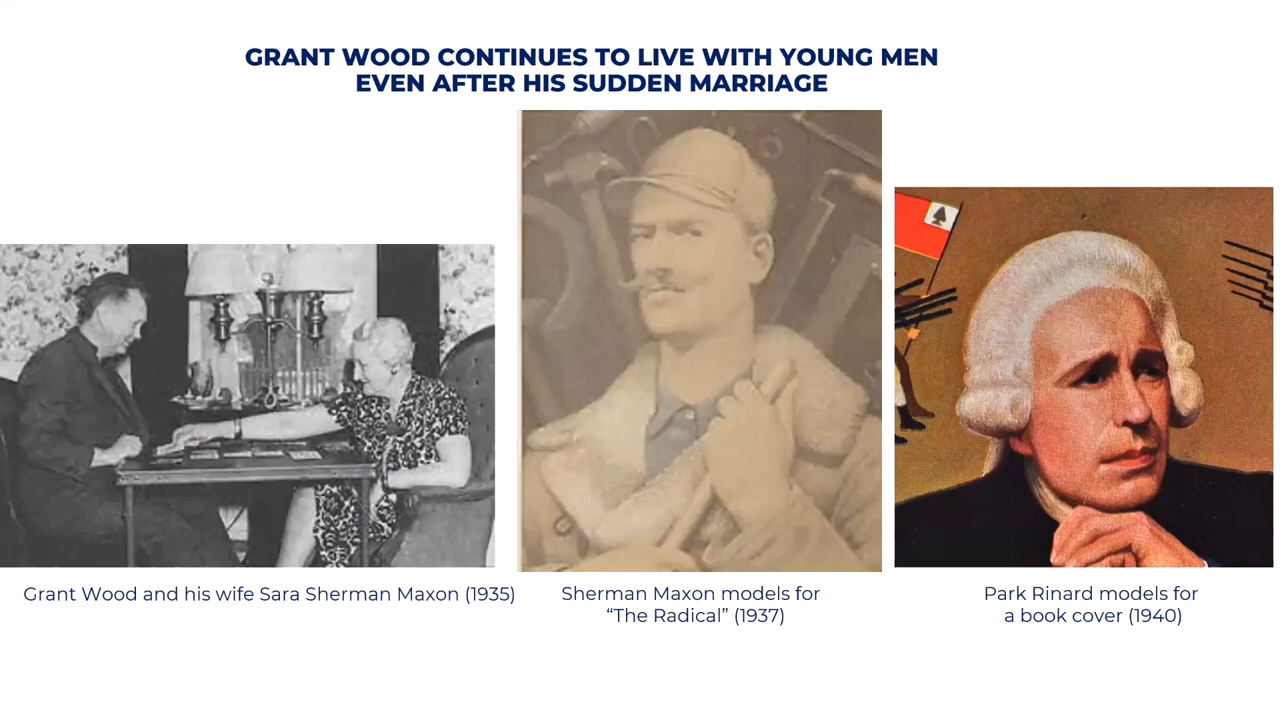 GRANT WOOD CONTINUES TO LIVE WITH YOUNG MEN
EVEN AFTER HIS SUDDEN MARRIAGE
Grant Wood and his wife Sara Sherman Maxon (1935)
Sherman Maxon models for
“The Radical” (1937)
Park Rinard models for
a book cover (1940)